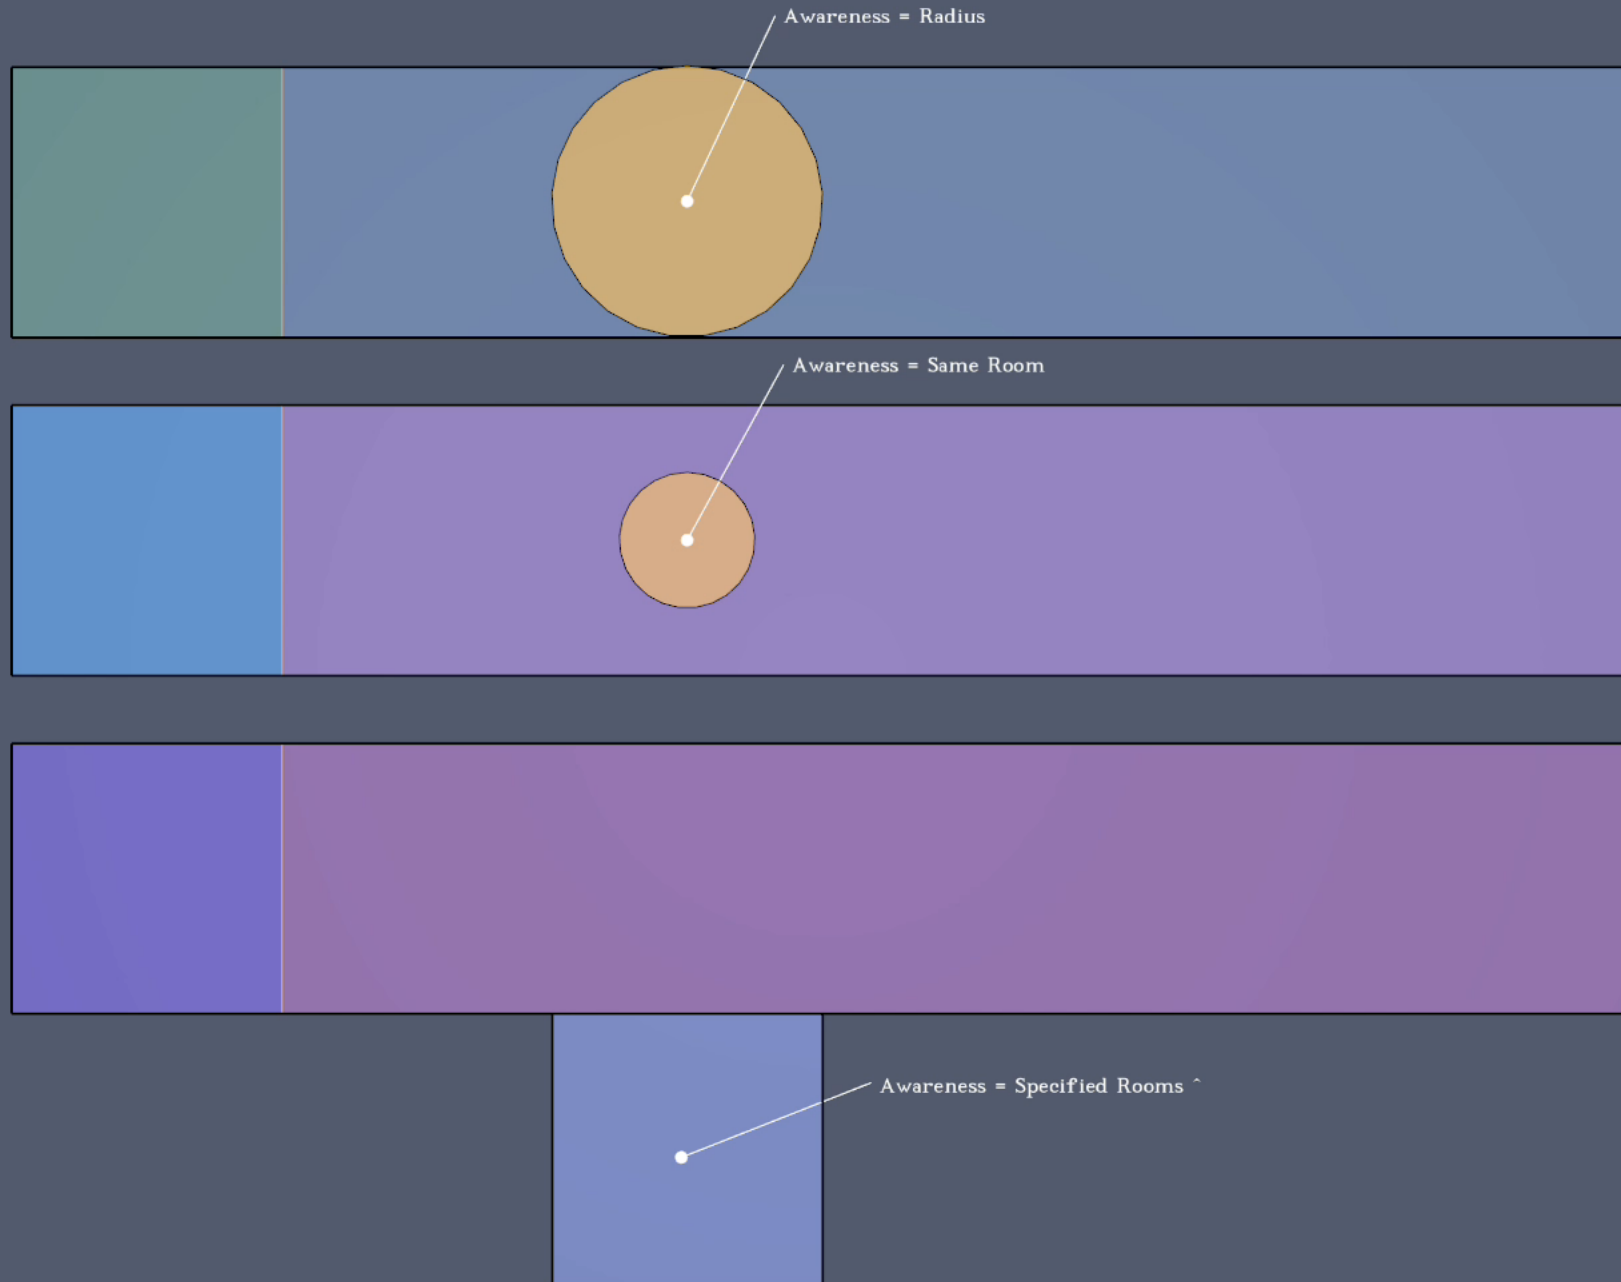 Awareness = Radius
Awareness = Same Room
Awareness = Specified Rooms ^